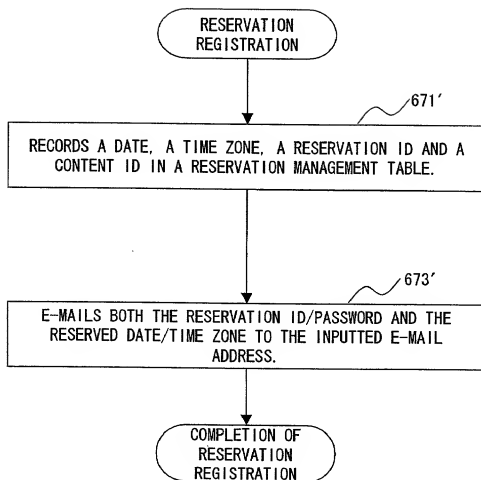 RESERVATION
REGISTRATION
671′
RECORDS A DATE, A TIME ZONE, A RESERVATION ID AND A
CONTENT ID IN A RESERVATION MANAGEMENT TABLE.
673′
E-MAILS BOTH THE RESERVATION ID/PASSWORD AND THE
RESERVED DATE/TIME ZONE TO THE INPUTTED E-MAIL
ADDRESS.
COMPLETION OF
RESERVATION
REGISTRATION